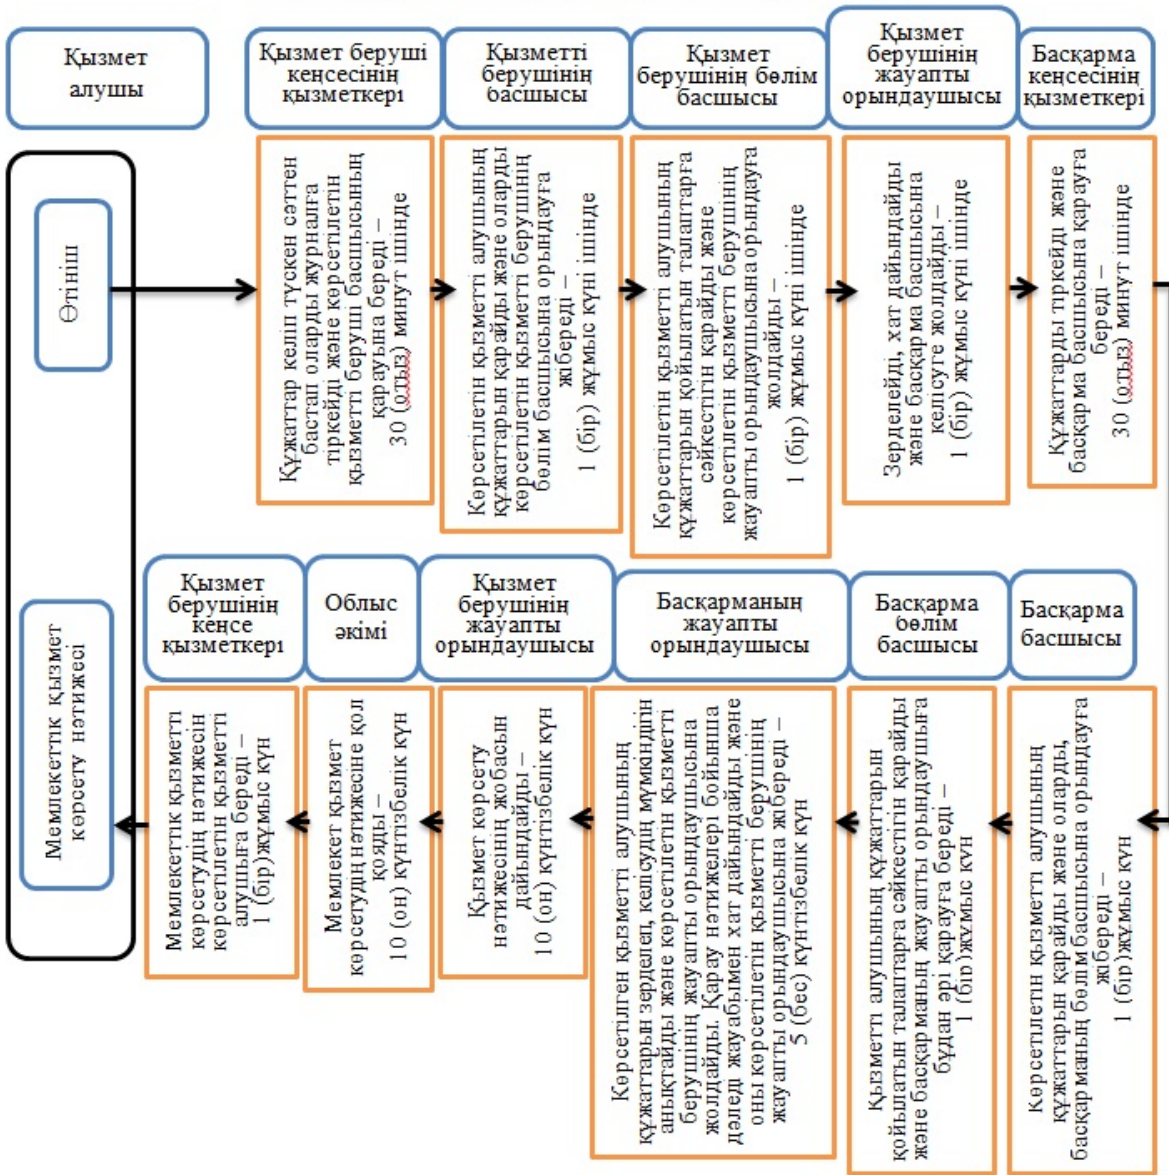 Қызмет
алушы
Қызмет беруші
кеңсесінің
қызметкері
Қызметті
берушінің
басшысы
Қызмет
берушінің бөлім
басшысы
Қызмет
берушінің
жауапты
орындаушысы
Басқарма
кеңсесінің
қызметкері
Өтініш
Құжаттар келіп түскен сәттен
бастап оларды журналға
тіркейді және көрсетілетін
қызметті беруші басшысының
қарауына береді –
30 (отыз) минут ішінде
Көрсетілетін қызметті алушының
құжаттарын қарайды және оларды
көрсетілетін қызметті берушінің
бөлім басшысына орындауға
жібереді –
1 (бір) жұмыс күні ішінде
Көрсетілетін қызметті алушының
құжаттарын қойылатын талаптарға
сәйкестігін қарайды және
көрсетілетін қызметті берушінің
жауапты орындаушысына орындауға
жолдайды –
1 (бір) жұмыс күні ішінде
Зерделейді, хат дайындайды
және басқарма басшысына
келісуге жолдайды –
1 (бір) жұмыс күні ішінде
Құжаттарды тіркейді және
басқарма басшысына қарауға
береді –
30 (отыз) минут ішінде
Қызмет
берушінің
кеңсе
қызметкері
Облыс
әкімі
Қызмет
берушінің
жауапты
орындаушысы
Басқарманың
жауапты
орындаушысы
Басқарма
бөлім
басшысы
Басқарма
басшысы
Мемлекеттік қызмет
көрсету нәтижесі
Мемлекеттік қызметті
көрсетудің нәтижесін
көрсетілетін қызметті
алушыға береді –
1 (бір)жұмыс күн
Мемлекет қызмет
көрсетудің нәтижесіне қол
қояды –
10 (он) күнтізбелік күн
Қызмет көрсету
нәтижесінің жобасын
дайындайды –
10 (он) күнтізбелік күн
Көрсетілген қызметті алушының
құжаттарын зерделеп, келісудің мүмкіндігін
анықтайды және көрсетілетін қызметті
берушінің жауапты орындаушысына
жолдайды. Қарау нәтижелері бойынша
дәлелді жауабымен хат дайындайды және
оны көрсетілетін қызметті берушінің
жауапты орындаушысына жібереді –
5 (бес) күнтізбелік күн
Қызметті алушының құжаттарын
қойылатын талаптарға сәйкестігін қарайды
және басқарманың жауапты орындаушыға
бұдан әрі қарауға береді –
1 (бір)жұмыс күн
Көрсетілетін қызметті алушының
құжаттарын қарайды және оларды,
басқарманың бөлім басшысына орындауға
жібереді –
1 (бір)жұмыс күн